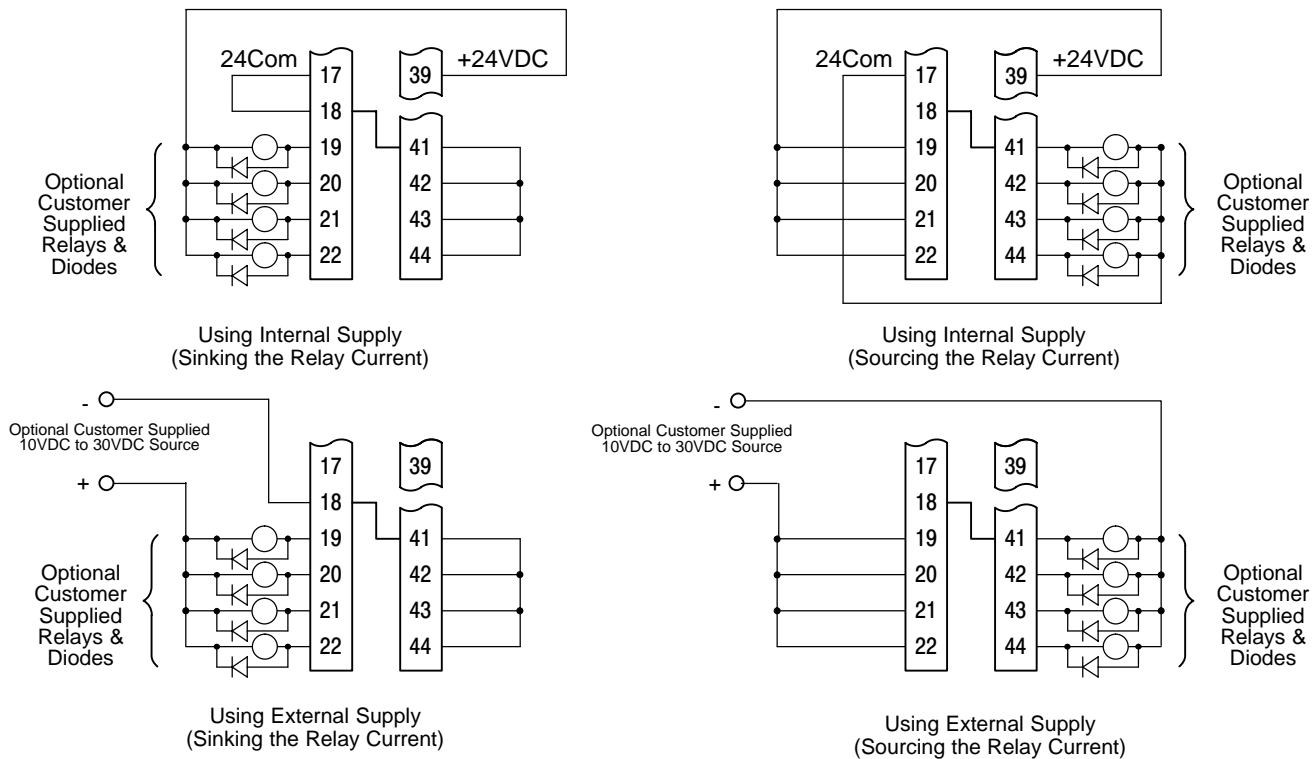 24Com
17
18
19
20
21
22
39
41
42
43
44
+24VDC
Optional
Customer
Supplied
Relays &
Diodes
Using Internal Supply
(Sinking the Relay Current)
24Com
17
18
19
20
21
22
39
41
42
43
44
+24VDC
Optional
Customer
Supplied
Relays &
Diodes
Using Internal Supply
(Sourcing the Relay Current)
-
Optional Customer Supplied
10VDC to 30VDC Source
+
17
18
19
20
21
22
39
41
42
43
44
Optional
Customer
Supplied
Relays &
Diodes
Using External Supply
(Sinking the Relay Current)
-
Optional Customer Supplied
10VDC to 30VDC Source
+
17
18
19
20
21
22
39
41
42
43
44
Optional
Customer
Supplied
Relays &
Diodes
Using External Supply
(Sourcing the Relay Current)